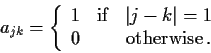 a_{jk} = { 1 if |j − k| = 1
0 otherwise .